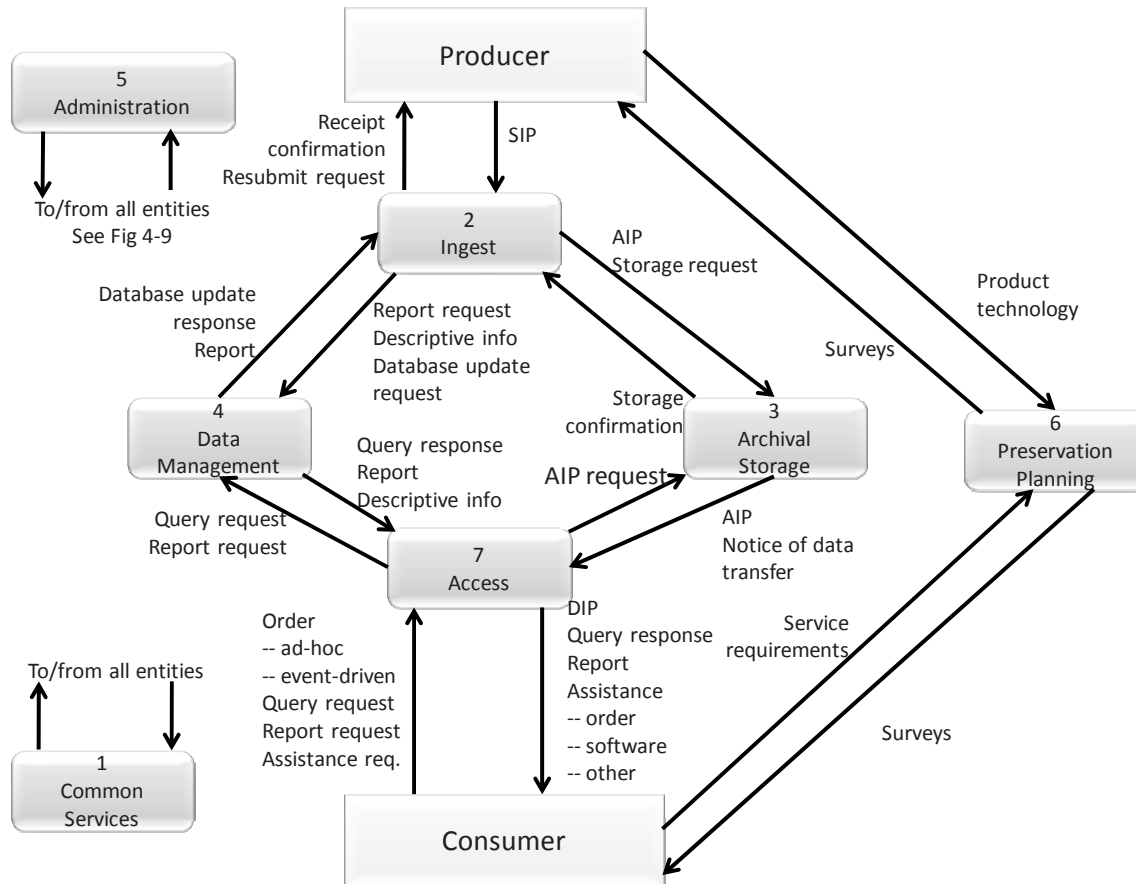 Producer
5
Administration
Receipt
confirmation
Resubmit request
SIP
To/from all entities
See Fig 4-9
2
Ingest
AIP
Storage request
Product
technology
Database update
response
Report
Report request
Descriptive info
Database update
request
Surveys
Storage
confirmation
4
Data
Management
3
Archival
Storage
6
Preservation
Planning
Query response
Report
Descriptive info
AIP request
Query request
Report request
AIP
Notice of data
transfer
7
Access
Order
-- ad-hoc
-- event-driven
Query request
Report request
Assistance req.
DIP
Query response
Report
Assistance
-- order
-- software
-- other
Service
requirements
Surveys
To/from all entities
1
Common
Services
Consumer